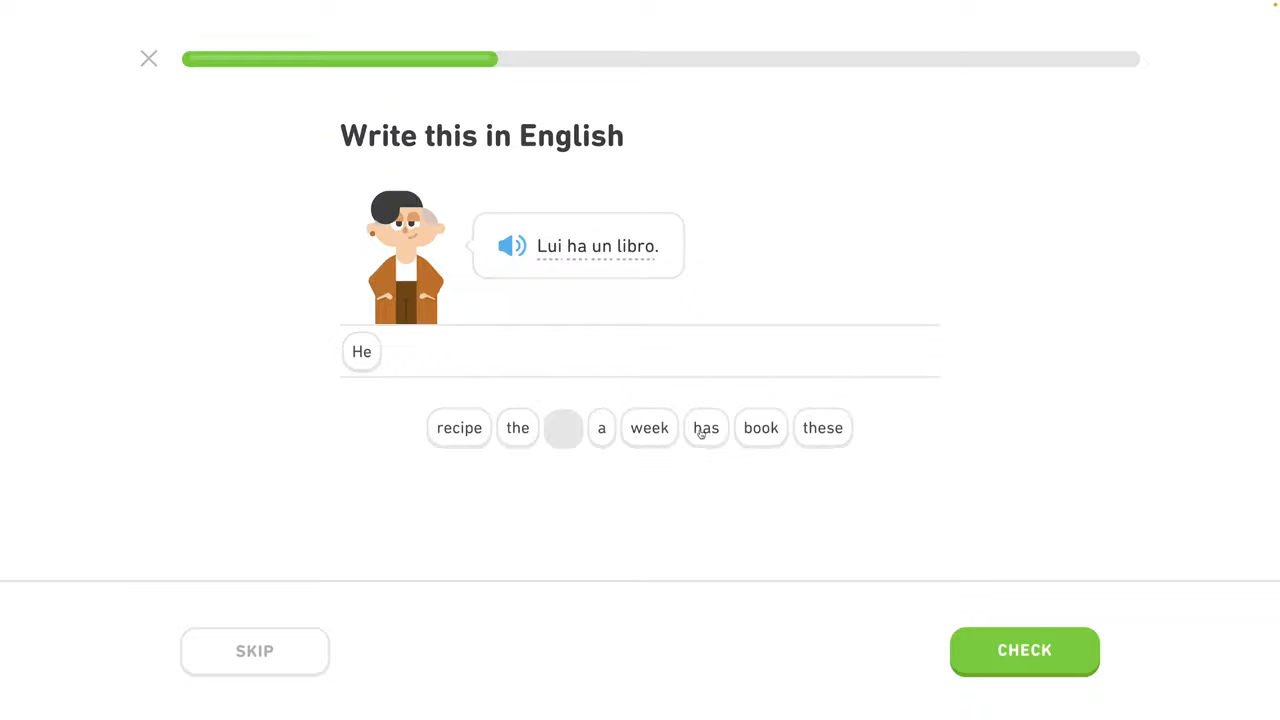 Write this in English
Lui ha un libro.
He
recipe the a week has book these
SKIP
CHECK